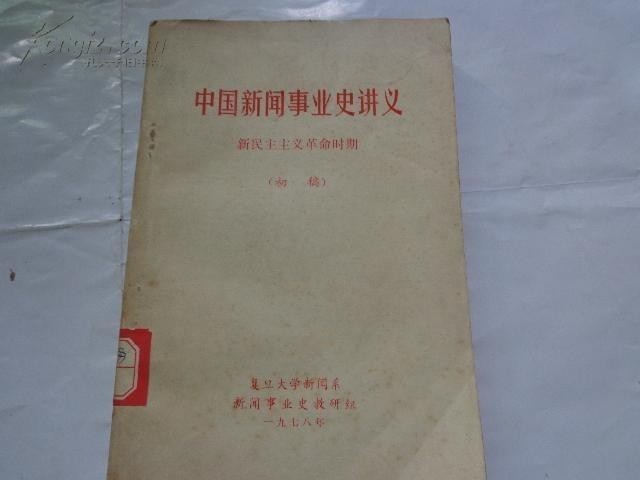 Kongfz.com
中国新闻事业史讲义
新民主主义革命时期
（初 稿）
复旦大学新闻系
新闻事业史教研组
一九七八年